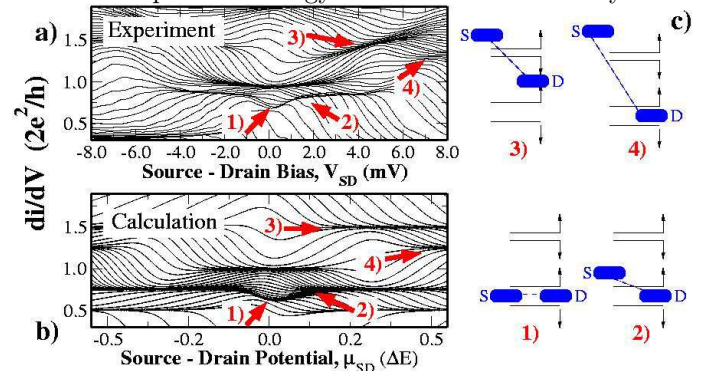 a)
Experiment
1.5
1.0
0.5
3)
4)
1)
2)
-8.0 -6.0 -4.0 -2.0 0.0 2.0 4.0 6.0 8.0
Source - Drain Bias, V_SD (mV)
di/dV (2e²/h)
b)
Calculation
1.5
1.0
0.5
3)
4)
1)
2)
-0.5 -0.2 0.0 0.2 0.5
Source - Drain Potential, μ_SD (ΔE)
c)
S
D
3)
S
D
4)
S
D
1)
S
D
2)